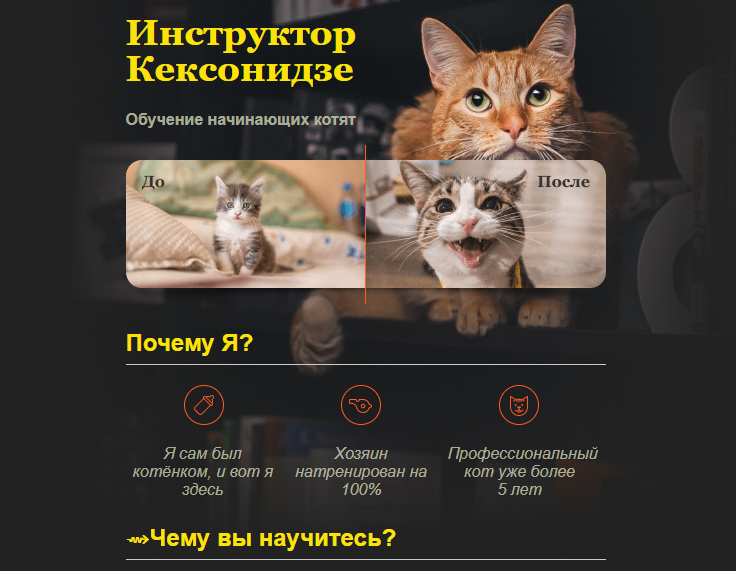 Инструктор
Кексонидзе
Обучение начинающих котят
До
После
Почему Я?
Я сам был
котёнком, и вот я
здесь
Хозяин
натренирован на
100%
Профессиональный
кот уже более
5 лет
⇝Чему вы научитесь?